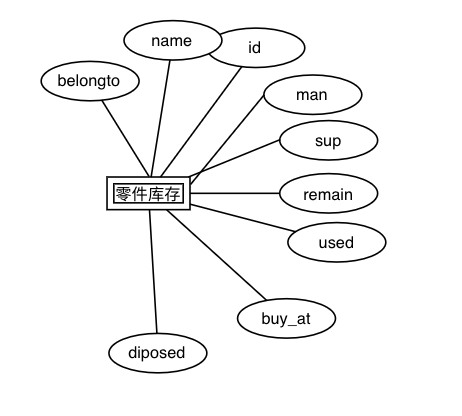 name
id
belongto
man
sup
零件库存
remain
used
buy_at
diposed